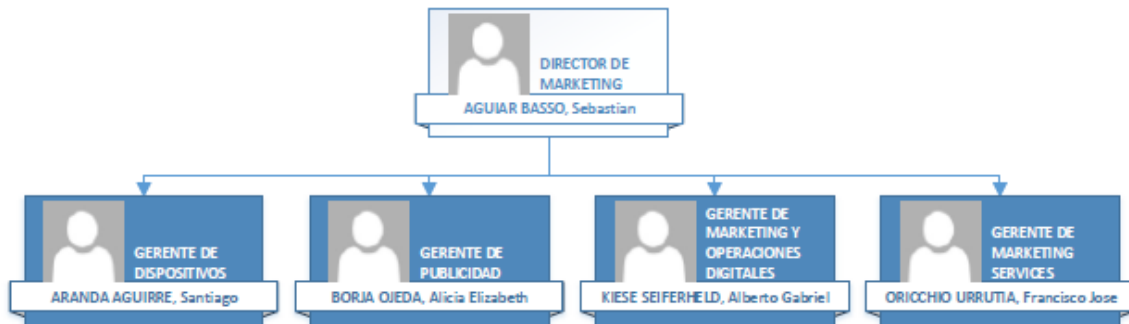 DIRECTOR DE
MARKETING
AGUIAR BASSO, Sebastian
GERENTE DE
DISPOSITIVOS
ARANDA AGUIRRE, Santiago
GERENTE DE
PUBLICIDAD
BORJA OJEDA, Alicia Elizabeth
GERENTE DE
MARKETING Y
OPERACIONES
DIGITALES
KIESE SEIFERHELD, Alberto Gabriel
GERENTE DE
MARKETING
SERVICES
ORICCHIO URRUTIA, Francisco Jose